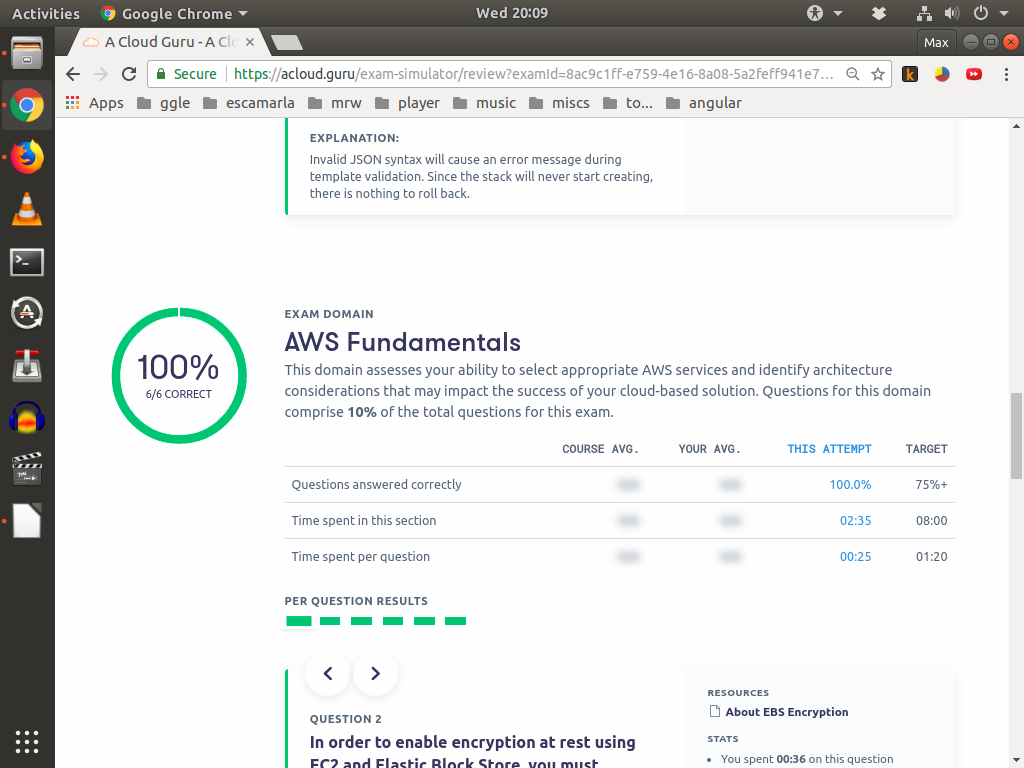 Activities
Google Chrome
Wed 20:09
A Cloud Guru - A Cl
Max
Secure
https://acloud.guru/exam-simulator/review?examId=8ac9c1ff-e759-4e16-8a08-5a2feff941e7...
Apps
ggle
escamarla
mrw
player
music
miscs
to...
angular
EXPLANATION:
Invalid JSON syntax will cause an error message during
template validation. Since the stack will never start creating,
there is nothing to roll back.
100%
6/6 CORRECT
EXAM DOMAIN
AWS Fundamentals
This domain assesses your ability to select appropriate AWS services and identify architecture
considerations that may impact the success of your cloud-based solution. Questions for this domain
comprise 10% of the total questions for this exam.
COURSE AVG. YOUR AVG. THIS ATTEMPT TARGET
Questions answered correctly 100.0% 75%+
Time spent in this section 02:35 08:00
Time spent per question 00:25 01:20
PER QUESTION RESULTS
QUESTION 2
In order to enable encryption at rest using
EC2 and Elastic Block Store, you must
RESOURCES
About EBS Encryption
STATS
• You spent 00:36 on this question